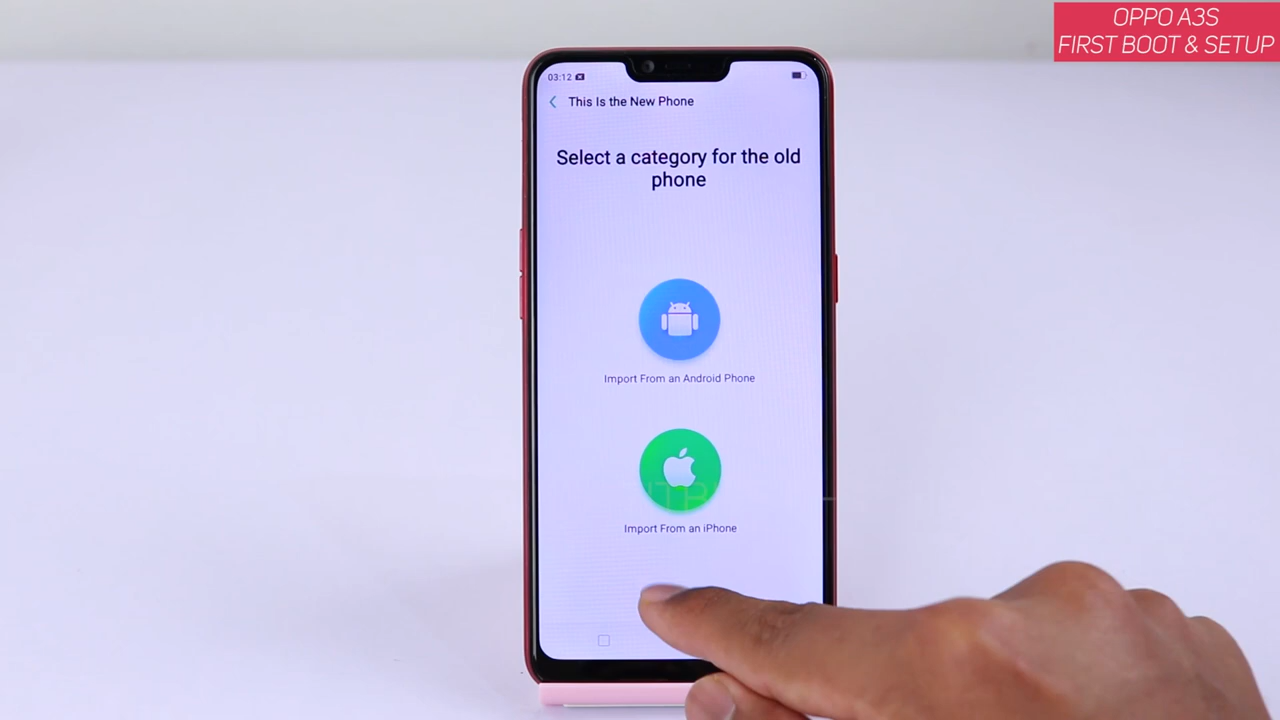 OPPO A3S
FIRST BOOT & SETUP
03:12
This Is the New Phone
Select a category for the old
phone
Import From an Android Phone
Import From an iPhone